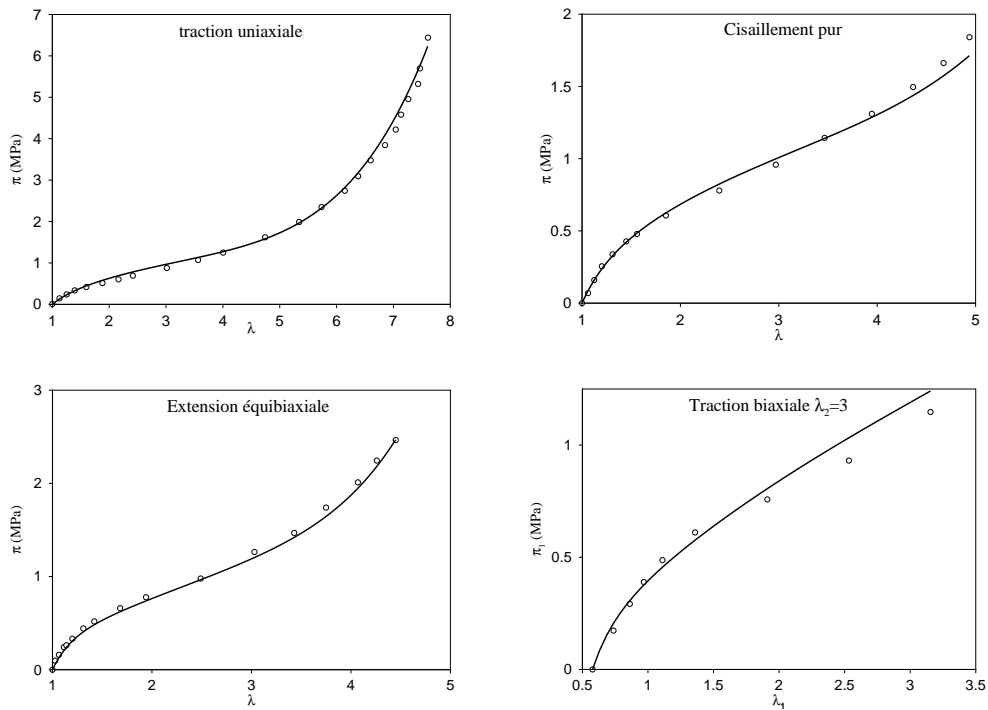 traction uniaxiale
7
6
5
4
3
2
1
0
π (MPa)
1 2 3 4 5 6 7 8
λ
Cisaillement pur
2
1.5
1
0.5
0
π (MPa)
1 2 3 4 5
λ
Extension équibiaxiale
3
2
1
0
π (MPa)
1 2 3 4 5
λ
Traction biaxiale λ₂=3
1
0.5
0
π₁ (MPa)
0.5 1 1.5 2 2.5 3 3.5
λ₁